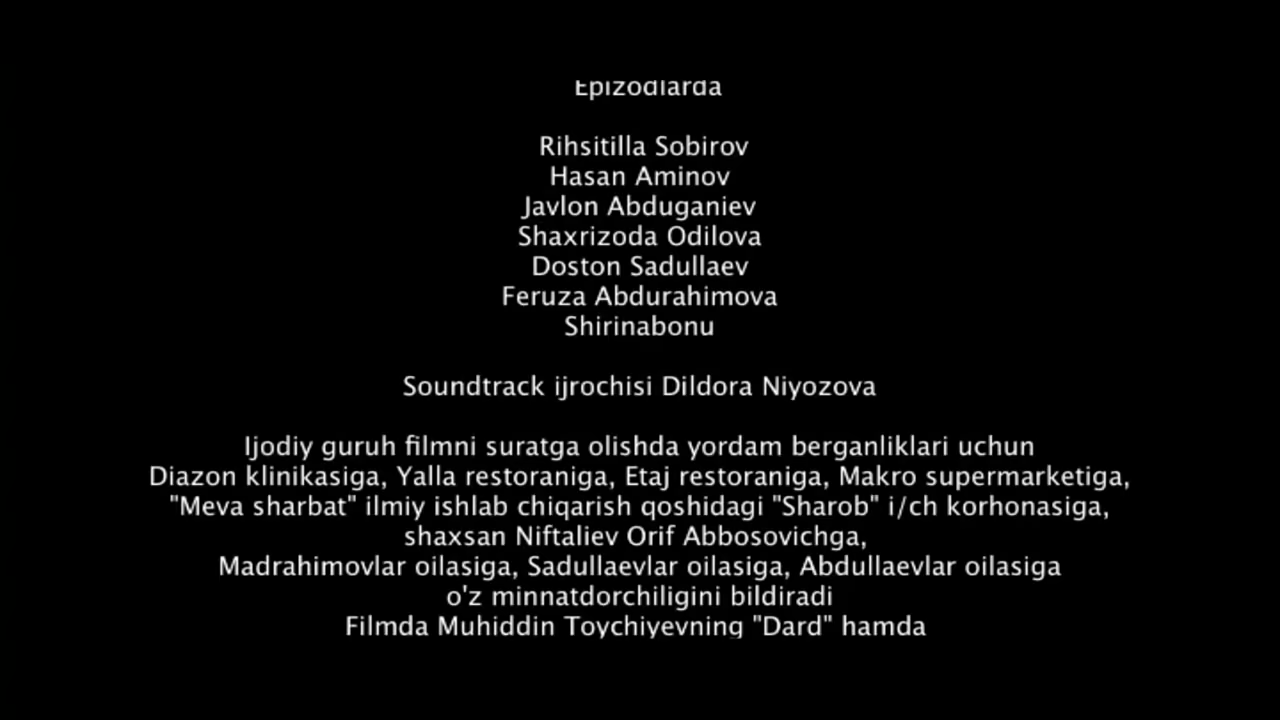 Epizodlarda
Rihsitilla Sobirov
Hasan Aminov
Javlon Abduganiev
Shaxrizoda Odilova
Doston Sadullaev
Feruza Abdurahimova
Shirinabonu
Soundtrack ijrochisi Dildora Niyozova
Ijodiy guruh filmni suratga olishda yordam berganliklari uchun
Diazon klinikasiga, Yalla restoraniga, Etaj restoraniga, Makro supermarketiga,
"Meva sharbat" ilmiy ishlab chiqarish qoshidagi "Sharob" i/ch korhonasiga,
shaxsan Niftaliev Orif Abbosovichga,
Madrahimovlar oilasiga, Sadullaevlar oilasiga, Abdullaevlar oilasiga
o'z minnatdorchiligini bildiradi
Filmda Muhiddin Toychiyevning "Dard" hamda